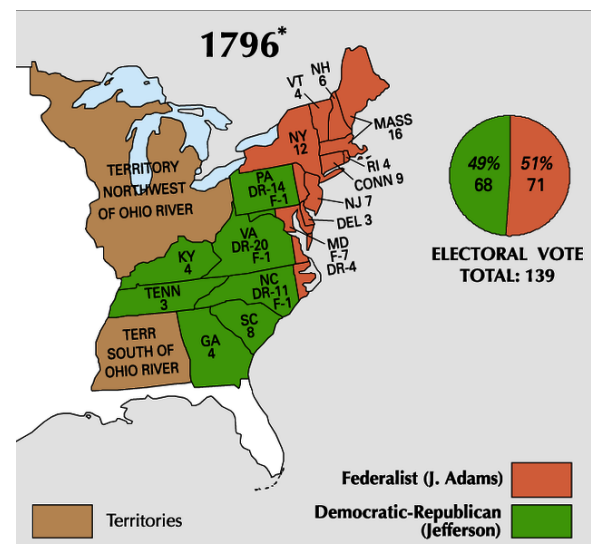 1796*
VT
4
NH
6
MASS
16
NY
12
RI 4
CONN 9
NJ 7
DEL 3
MD
F-7
DR-4
PA
DR-14
F-1
VA
DR-20
F-1
KY
4
TENN
3
NC
DR-11
F-1
SC
8
GA
4
TERRITORY
NORTHWEST
OF OHIO RIVER
TERR
SOUTH OF
OHIO RIVER
49%
68
51%
71
ELECTORAL VOTE
TOTAL: 139
Federalist (J. Adams)
Democratic-Republican
(Jefferson)
Territories